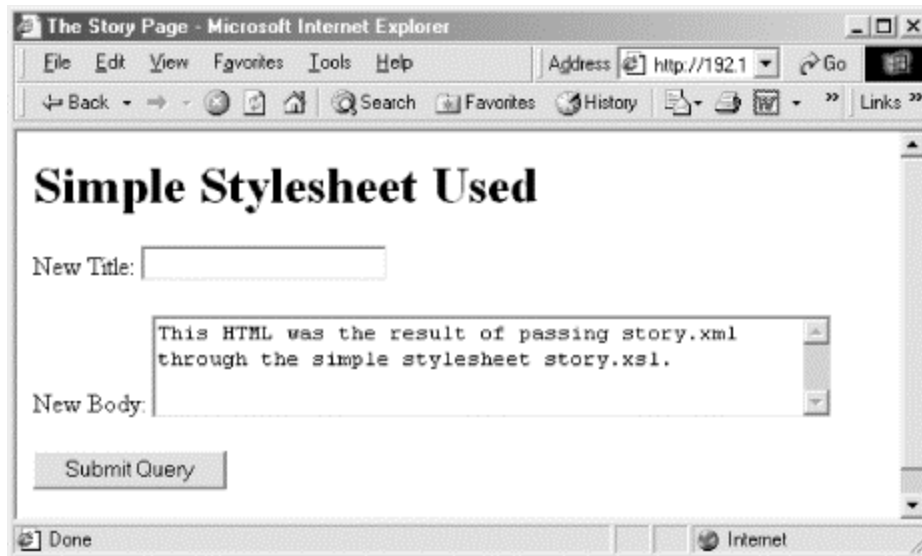 The Story Page - Microsoft Internet Explorer
File Edit View Favorites Tools Help Address http://192.1 Go
Back Search Favorites History Links »
Simple Stylesheet Used
New Title:
This HTML was the result of passing story.xml
through the simple stylesheet story.xsl.
New Body:
Submit Query
Done Internet